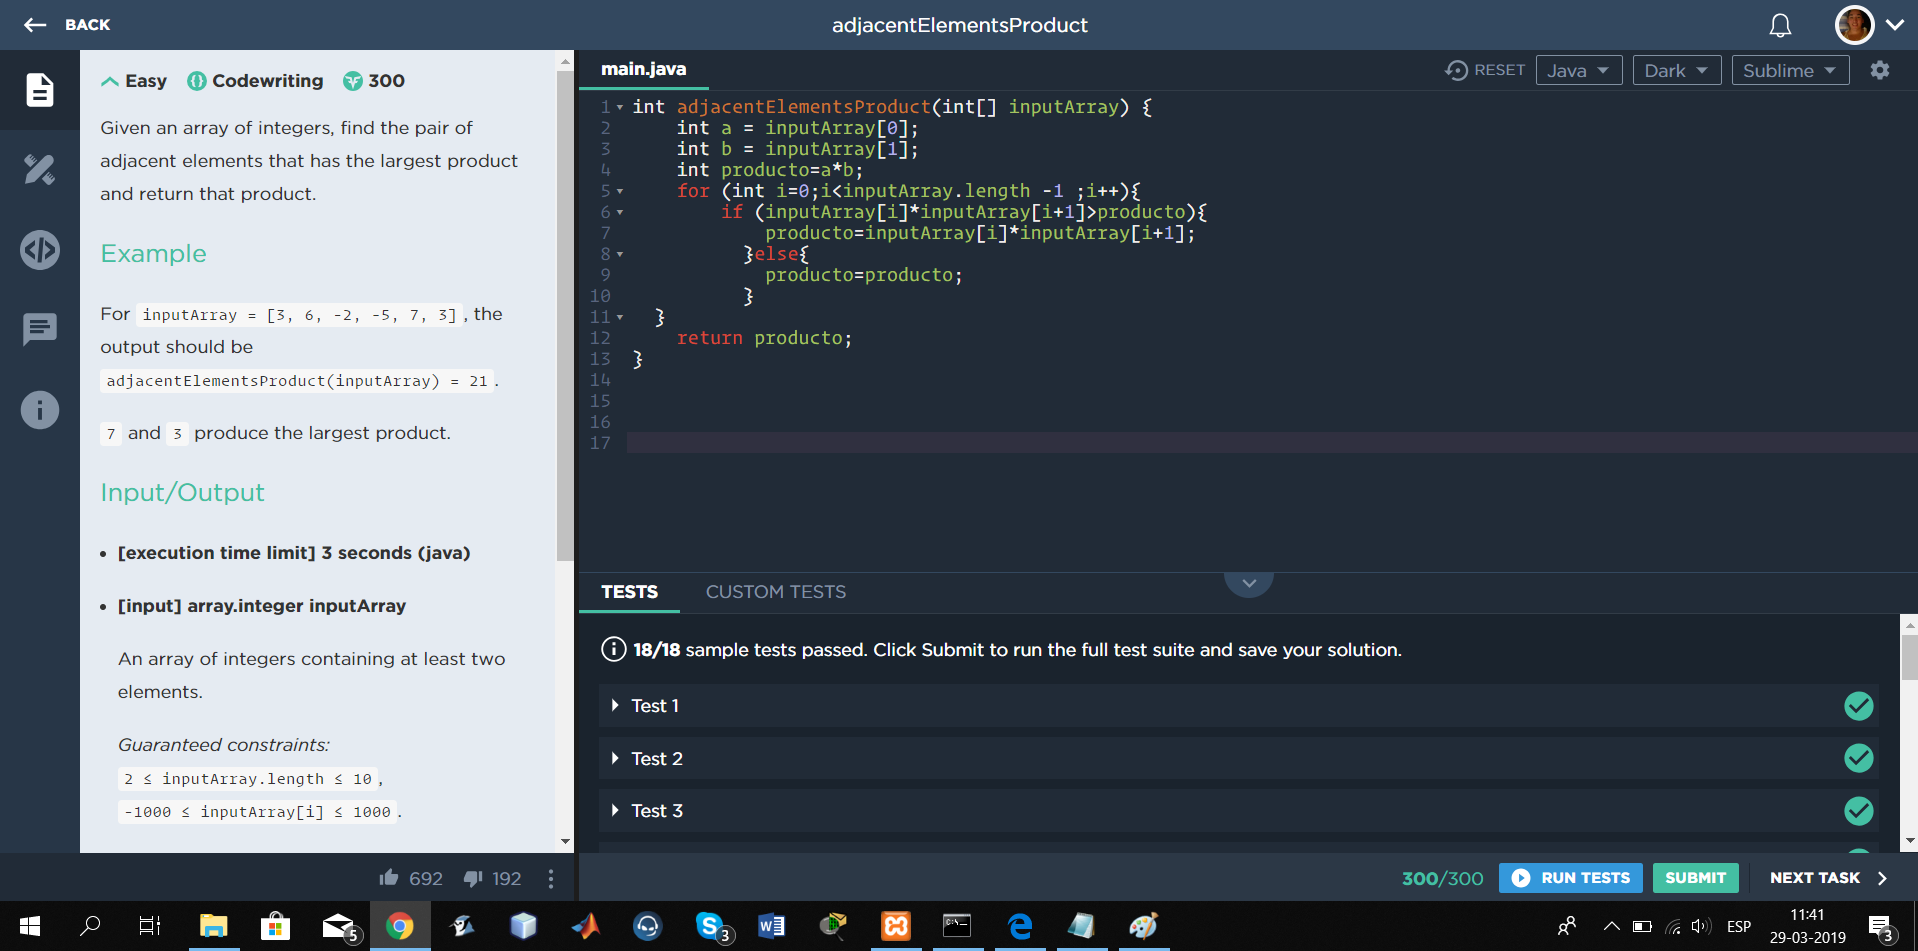 BACK
adjacentElementsProduct
Easy Codewriting 300
Given an array of integers, find the pair of
adjacent elements that has the largest product
and return that product.
Example
For inputArray = [3, 6, -2, -5, 7, 3], the
output should be
adjacentElementsProduct(inputArray) = 21.
7 and 3 produce the largest product.
Input/Output
• [execution time limit] 3 seconds (java)
• [input] array.integer inputArray
An array of integers containing at least two
elements.
Guaranteed constraints:
2 ≤ inputArray.length ≤ 10,
-1000 ≤ inputArray[i] ≤ 1000.
692 192
main.java
RESET Java Dark Sublime
1 int adjacentElementsProduct(int[] inputArray) {
2 int a = inputArray[0];
3 int b = inputArray[1];
4 int producto=a*b;
5 for (int i=0;i<inputArray.length -1 ;i++){
6 if (inputArray[i]*inputArray[i+1]>producto){
7 producto=inputArray[i]*inputArray[i+1];
8 }else{
9 producto=producto;
10 }
11 }
12 return producto;
13 }
14
15
16
17
TESTS CUSTOM TESTS
18/18 sample tests passed. Click Submit to run the full test suite and save your solution.
Test 1
Test 2
Test 3
300/300 RUN TESTS SUBMIT NEXT TASK
5
S 3
C:\
ESP
11:41
29-03-2019
3